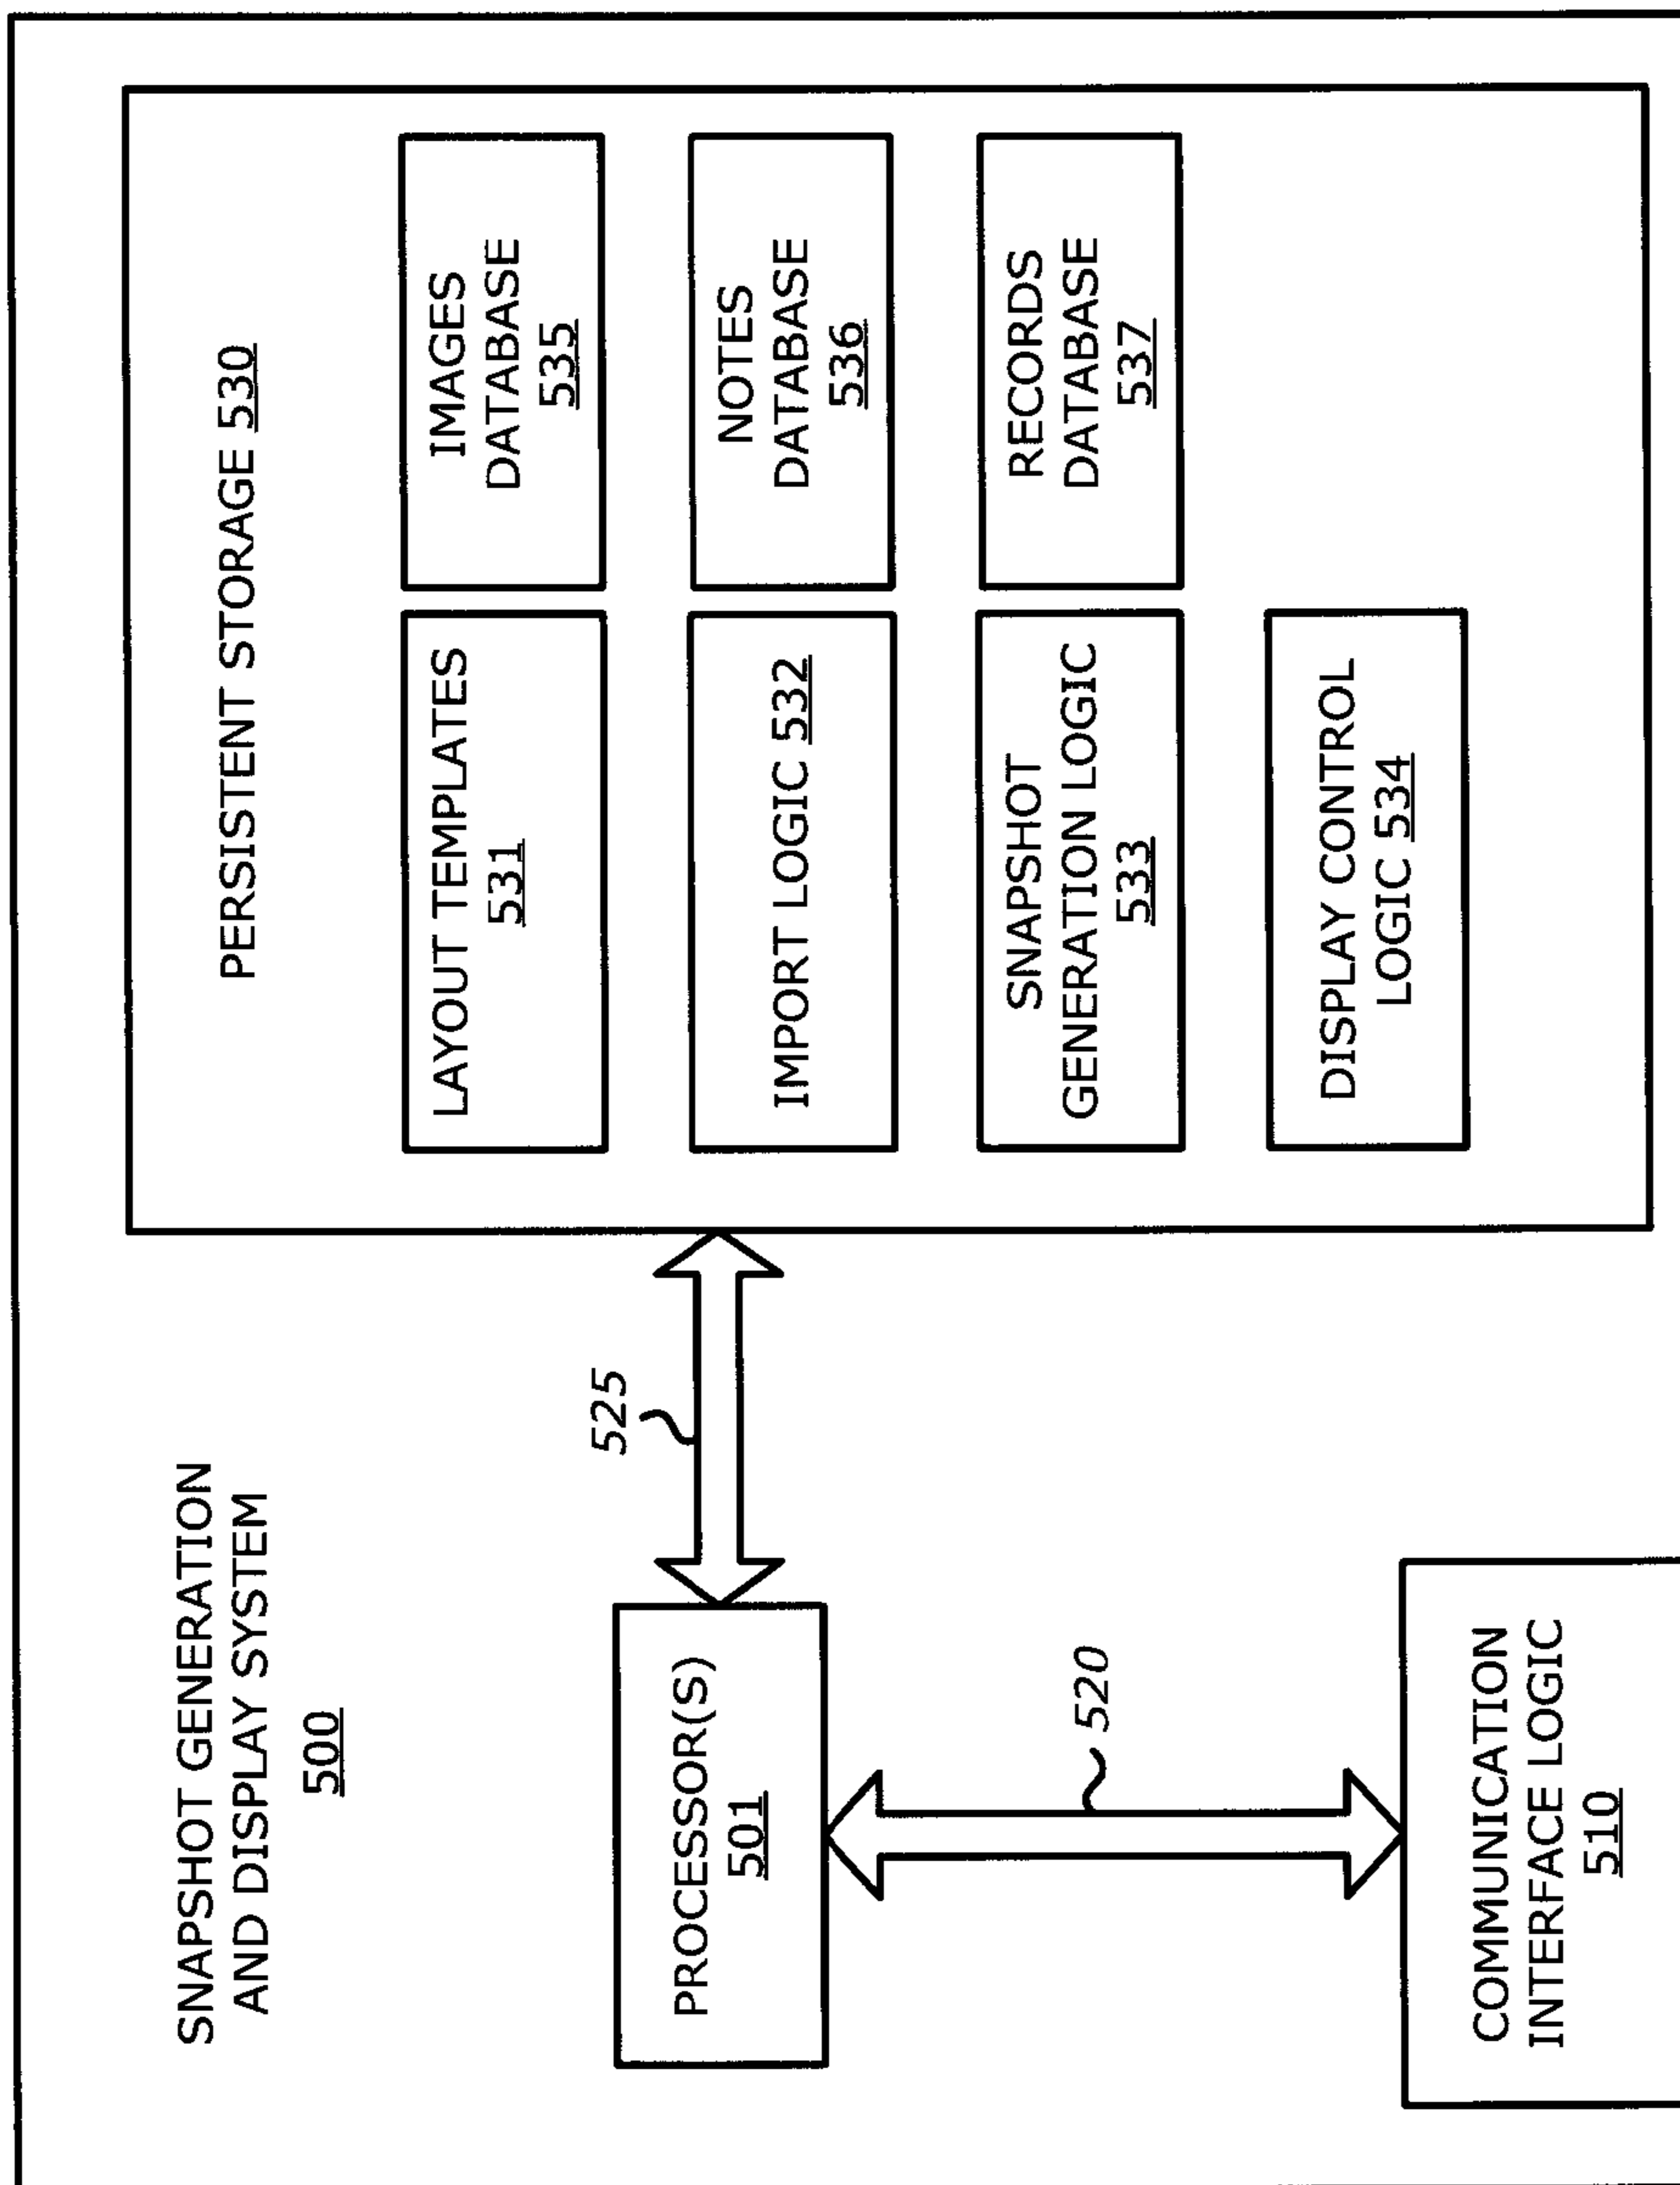 SNAPSHOT GENERATION
AND DISPLAY SYSTEM
500
PROCESSOR(S)
501
520
COMMUNICATION
INTERFACE LOGIC
510
525
PERSISTENT STORAGE 530
LAYOUT TEMPLATES
531
IMAGES
DATABASE
535
IMPORT LOGIC 532
NOTES
DATABASE
536
SNAPSHOT
GENERATION LOGIC
533
RECORDS
DATABASE
537
DISPLAY CONTROL
LOGIC 534